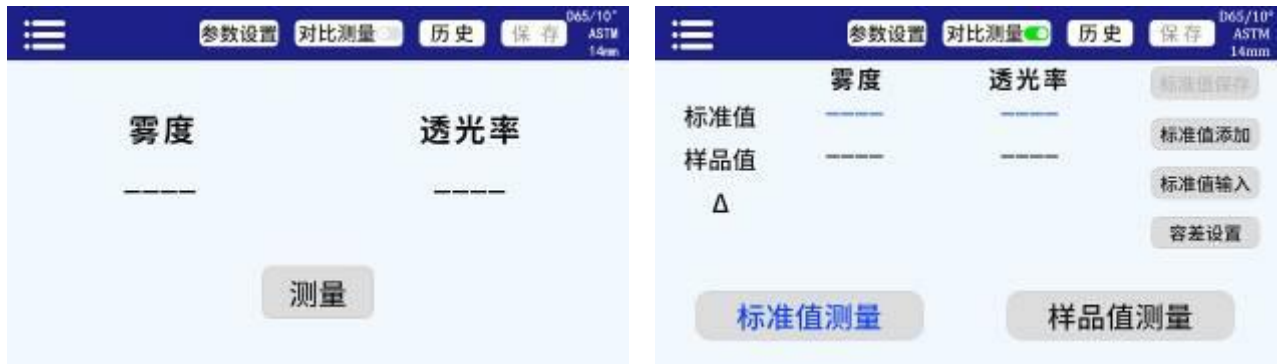 参数设置 对比测量 历史 保存 D65/10°
ASTM
14mm
雾度 透光率
---- ----
测量
参数设置 对比测量 历史 保存 D65/10°
ASTM
14mm
雾度 透光率 标准值保存
标准值 ---- ---- 标准值添加
样品值 ---- ---- 标准值输入
Δ 容差设置
标准值测量 样品值测量